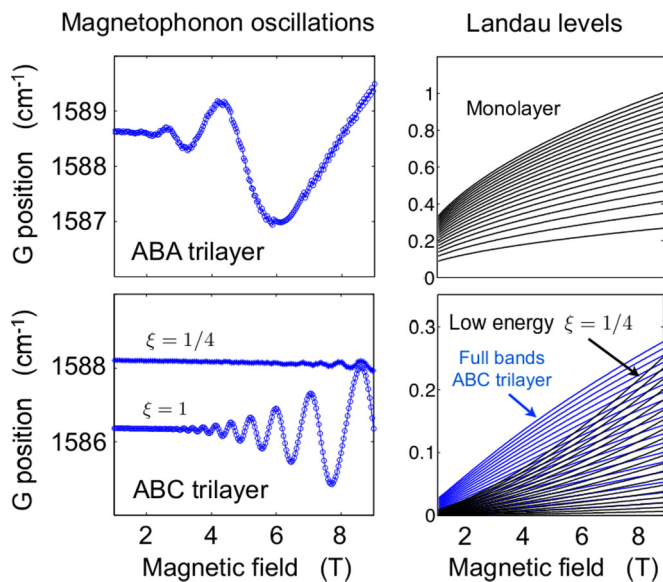 Magnetophonon oscillations
Landau levels
G position (cm⁻¹)
1589
1588
1587
ABA trilayer
1
0.8
0.6
0.4
0.2
0
Monolayer
G position (cm⁻¹)
1588
1586
ξ = 1/4
ξ = 1
ABC trilayer
2 4 6 8
Magnetic field (T)
0.3
0.2
0.1
0
Low energy ξ = 1/4
Full bands
ABC trilayer
2 4 6 8
Magnetic field (T)